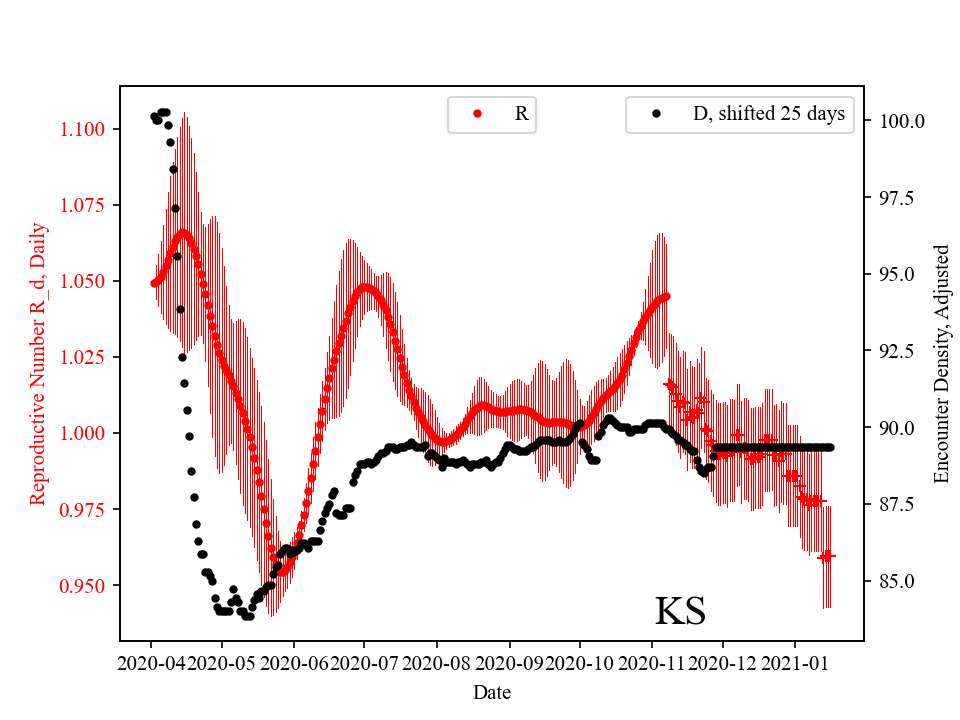 R
D, shifted 25 days
1.100
1.075
1.050
1.025
1.000
0.975
0.950
Reproductive Number R_d, Daily
100.0
97.5
95.0
92.5
90.0
87.5
85.0
Encounter Density, Adjusted
KS
2020-04 2020-05 2020-06 2020-07 2020-08 2020-09 2020-10 2020-11 2020-12 2021-01
Date